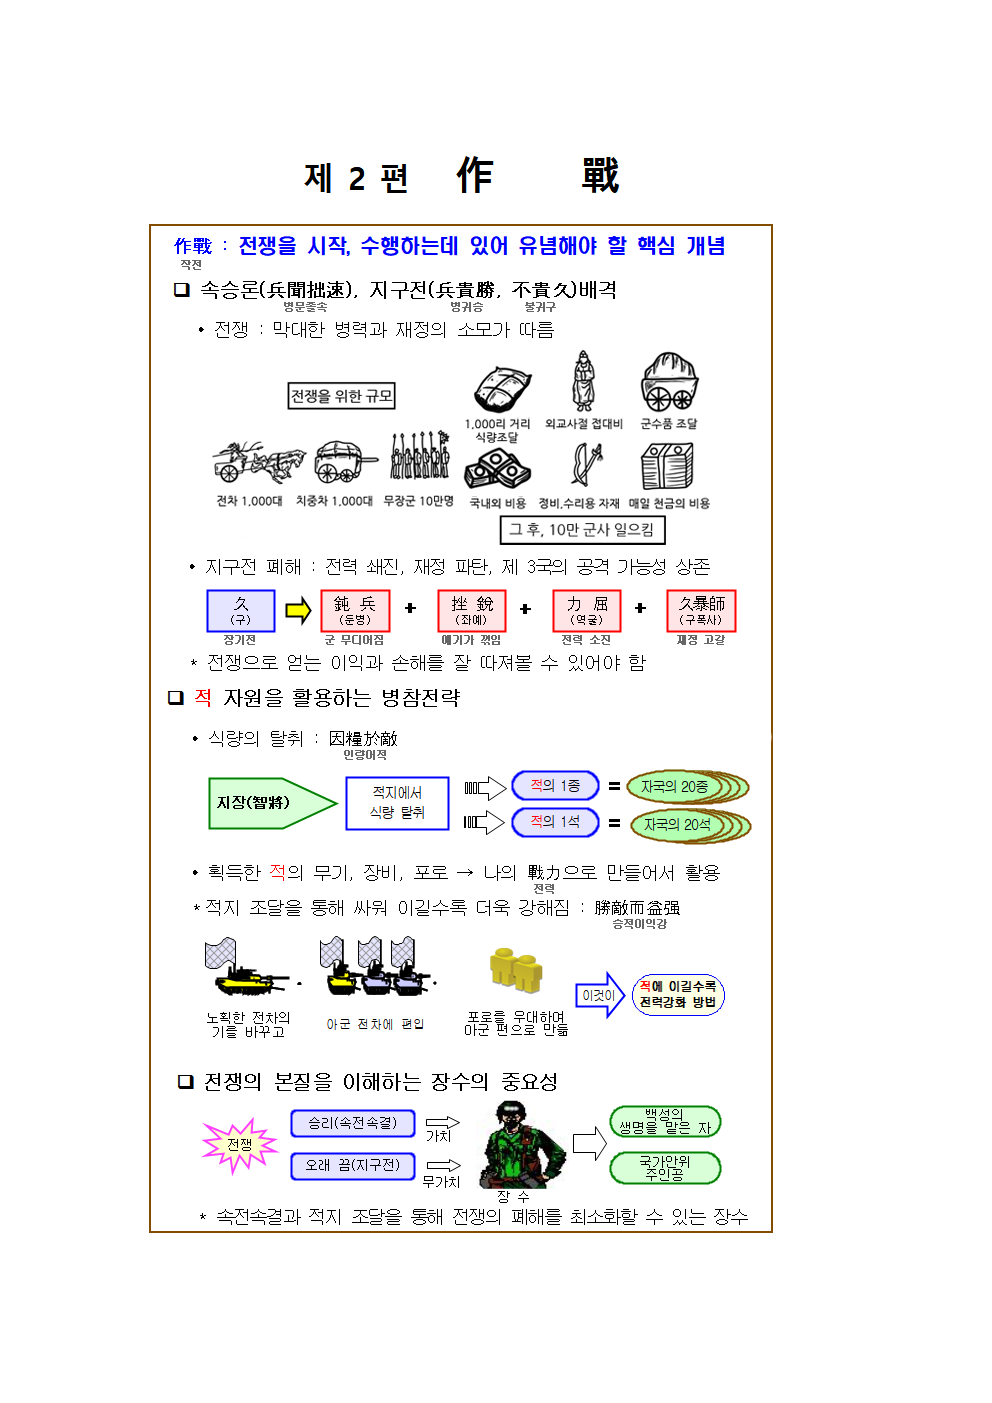 제 2 편 作 戰
作戰 : 전쟁을 시작, 수행하는데 있어 유념해야 할 핵심 개념
작전
❑ 속승론(兵聞拙速), 지구전(兵貴勝, 不貴久)배격
병문졸속 병귀승 불귀구
• 전쟁 : 막대한 병력과 재정의 소모가 따름
전쟁을 위한 규모
1,000리 거리 식량조달
외교사절 접대비
군수품 조달
전차 1,000대
치중차 1,000대
무장군 10만명
국내외 비용
정비,수리용 자재
매일 천금의 비용
그 후, 10만 군사 일으킴
• 지구전 폐해 : 전력 쇄진, 재정 파탄, 제 3국의 공격 가능성 상존
久 鈍 兵 + 挫 銳 + 力 屈 + 久暴師
(구) (둔병) (좌예) (역굴) (구폭사)
장기전 군 무디어짐 예기가 꺾임 전력 소진 재정 고갈
* 전쟁으로 얻는 이익과 손해를 잘 따져볼 수 있어야 함
❑ 적 자원을 활용하는 병참전략
• 식량의 탈취 : 因糧於敵
인량어적
지장(智將)
적지에서
식량 탈취
적의 1종 = 자국의 20종
적의 1석 = 자국의 20석
• 획득한 적의 무기, 장비, 포로 → 나의 戰力으로 만들어서 활용
전력
* 적지 조달을 통해 싸워 이길수록 더욱 강해짐 : 勝敵而益强
승적이익강
노획한 전차의
기를 바꾸고
아군 전차에 편입
포로를 우대하며
아군 편으로 만듦
이것이
적에 이길수록
전력강화 방법
❑ 전쟁의 본질을 이해하는 장수의 중요성
전쟁
승리(속전속결)
가치
오래 끔(지구전)
무가치
장 수
백성의
생명을 맡은 자
국가안위
주인공
* 속전속결과 적지 조달을 통해 전쟁의 폐해를 최소화할 수 있는 장수